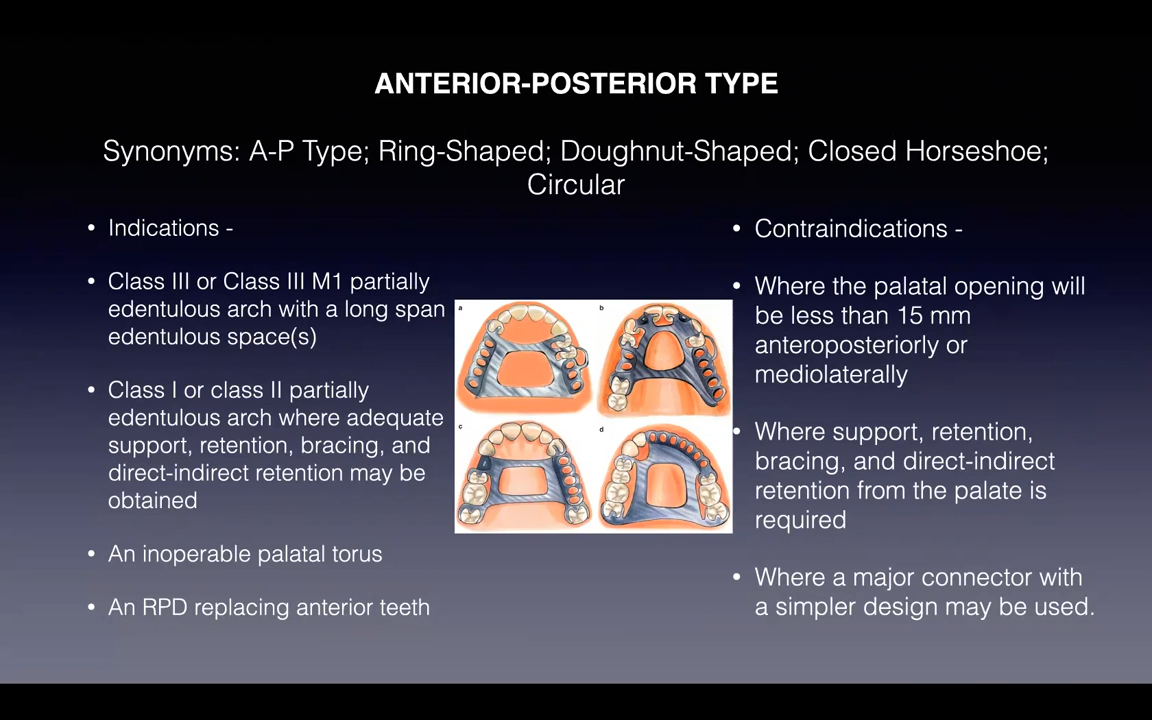 ANTERIOR-POSTERIOR TYPE
Synonyms: A-P Type; Ring-Shaped; Doughnut-Shaped; Closed Horseshoe;
Circular
• Indications -
• Class III or Class III M1 partially
edentulous arch with a long span
edentulous space(s)
• Class I or class II partially
edentulous arch where adequate
support, retention, bracing, and
direct-indirect retention may be
obtained
• An inoperable palatal torus
• An RPD replacing anterior teeth
a
b
c
d
• Contraindications -
• Where the palatal opening will
be less than 15 mm
anteroposteriorly or
mediolaterally
• Where support, retention,
bracing, and direct-indirect
retention from the palate is
required
• Where a major connector with
a simpler design may be used.